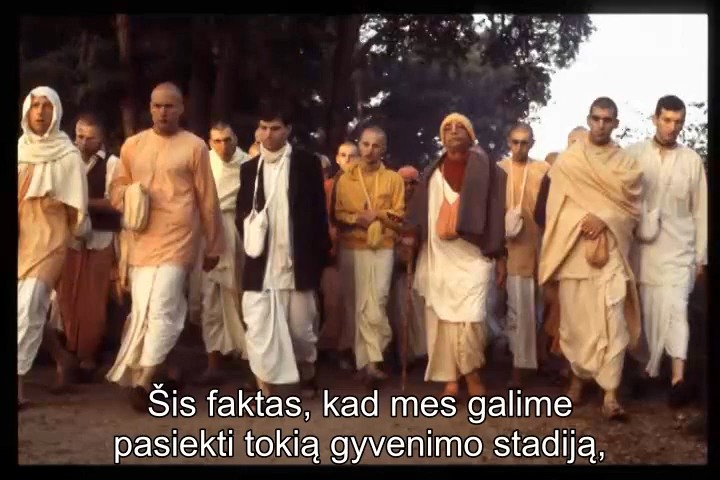 Šis faktas, kad mes galime
pasiekti tokią gyvenimo stadiją,